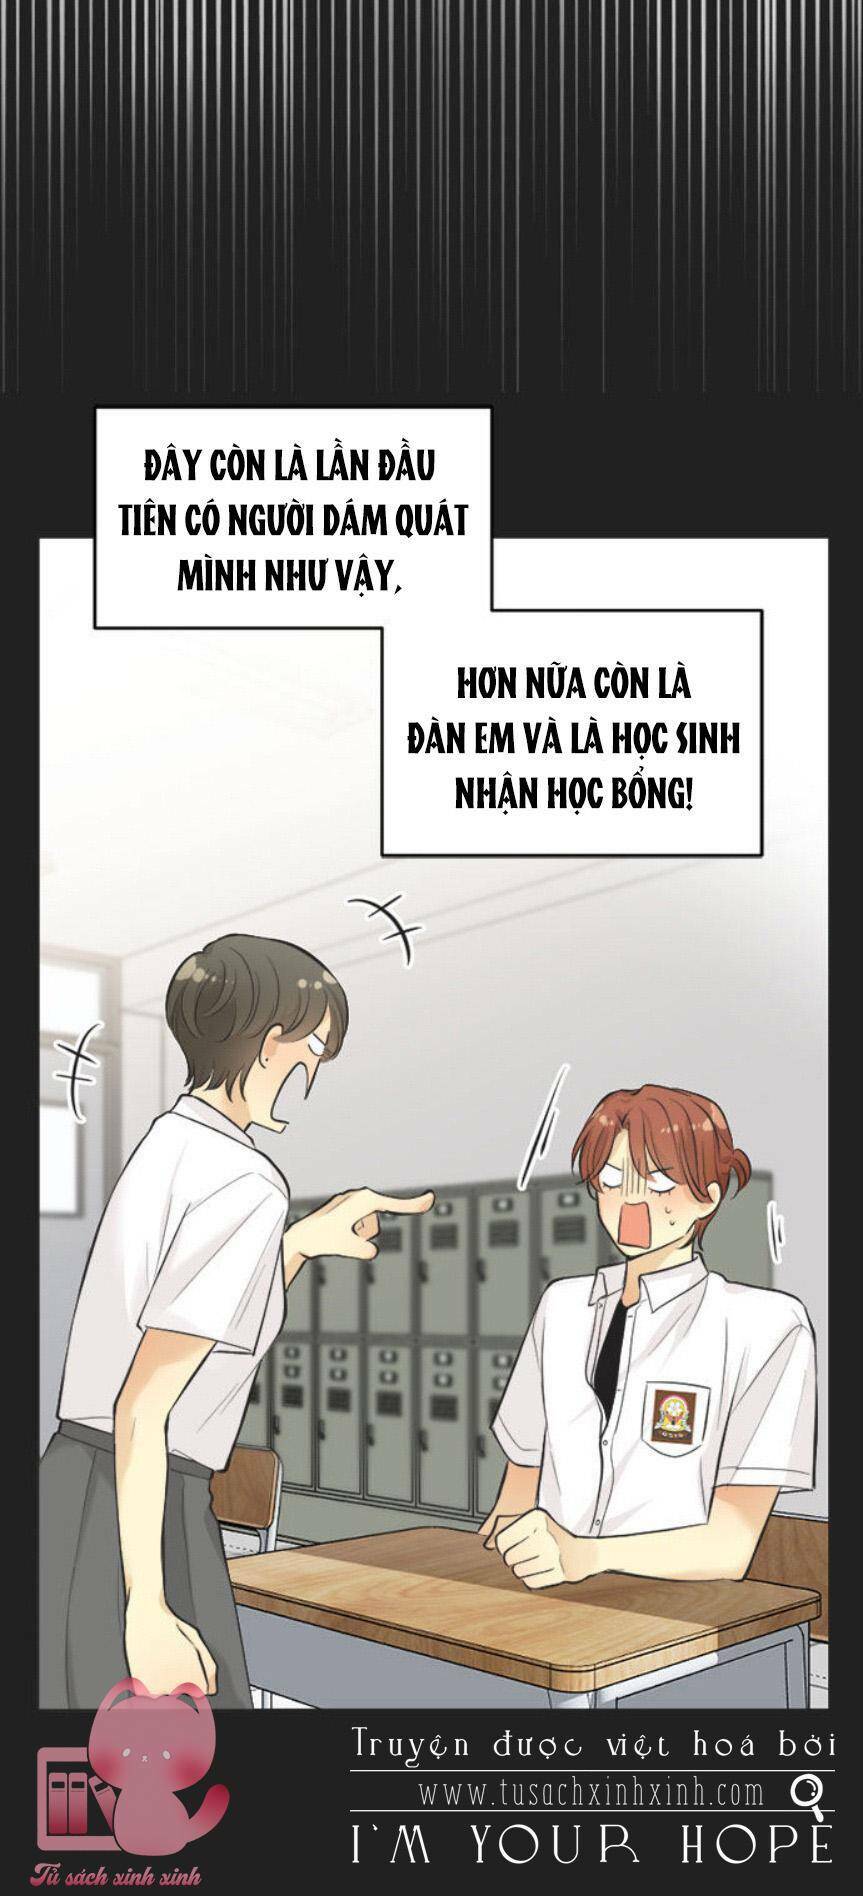 ĐÂY CÒN LÀ LẦN ĐẦU
TIÊN CÓ NGƯỜI DÁM QUÁT
MÌNH NHƯ VẬY,
HƠN NỮA CÒN LÀ
ĐÀN EM VÀ LÀ HỌC SINH
NHẬN HỌC BỔNG!
Truyện được việt hoá bởi
www.tusachxinhxinh.com
I'M YOUR HOPE
Tủ sách xinh xinh